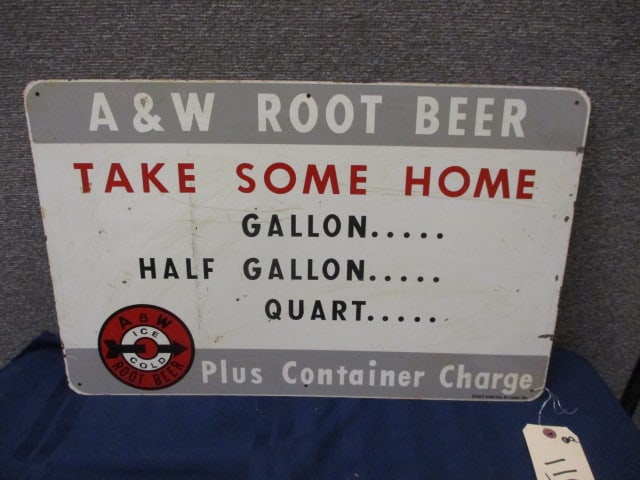 A & W ROOT BEER
TAKE SOME HOME
GALLON.....
HALF GALLON.....
QUART.....
A & W
ICE
COLD
ROOT BEER
Plus Container Charge